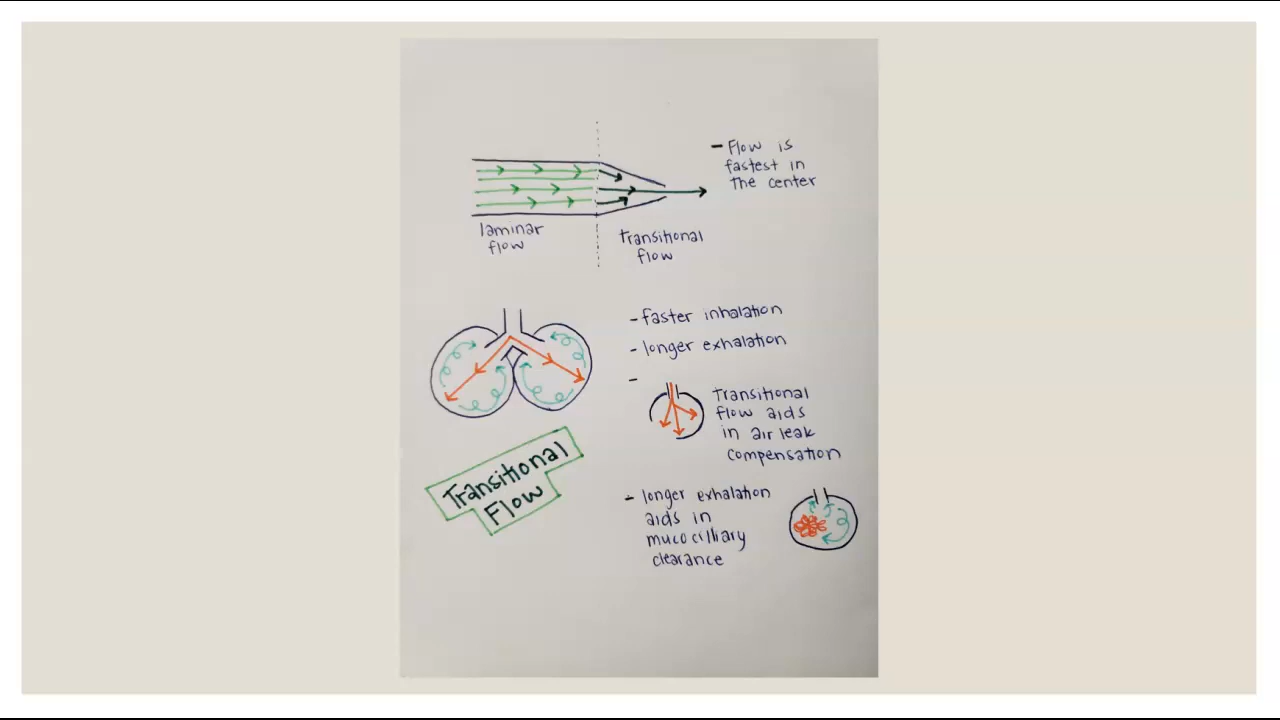 - Flow is
fastest in
the center
laminar
flow
transitional
flow
- faster inhalation
- longer exhalation
-
Transitional
flow aids
in air leak
compensation
Transitional
Flow
- longer exhalation
aids in
mucociliary
clearance